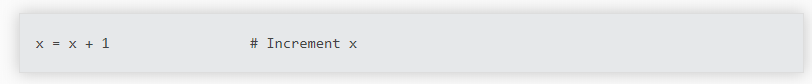 x = x + 1                 # Increment x